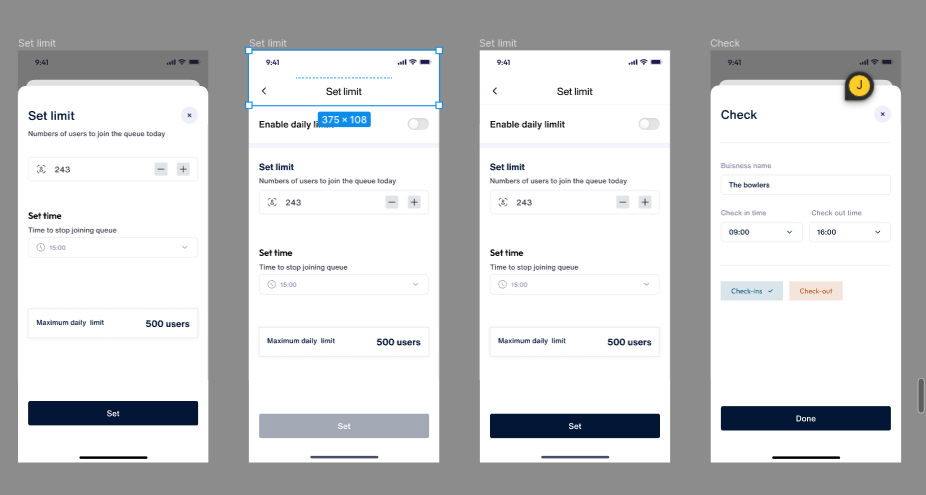 Set limit
9:41
Set limit
×
Numbers of users to join the queue today
243
Set time
Time to stop joining queue
15:00
Maximum daily limit
500 users
Set
Set limit
9:41
Set limit
375 × 108
Enable daily li
Set limit
Numbers of users to join the queue today
243
Set time
Time to stop joining queue
15:00
Maximum daily limit
500 users
Set
Set limit
9:41
Set limit
Enable daily limlit
Set limit
Numbers of users to join the queue today
243
Set time
Time to stop joining queue
15:00
Maximum daily limit
500 users
Set
Check
9:41
J
Check
×
Buisness name
The bowlers
Check in time
Check out time
09:00
16:00
Check-ins
Check-out
Done